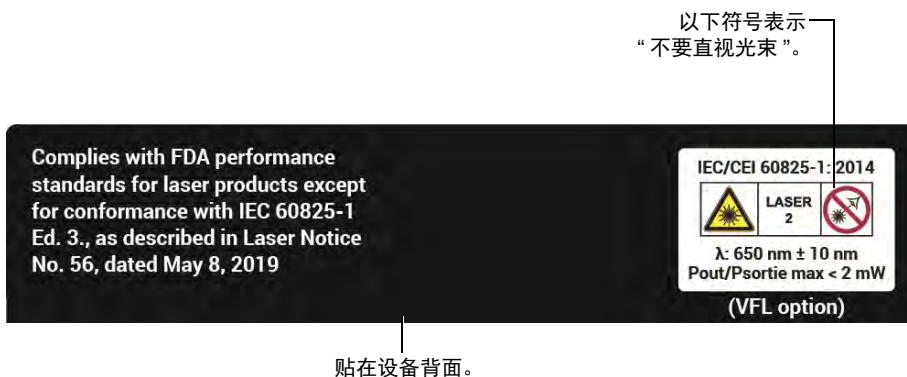 以下符号表示
“ 不要直视光束 ”。
Complies with FDA performance
standards for laser products except
for conformance with IEC 60825-1
Ed. 3., as described in Laser Notice
No. 56, dated May 8, 2019
IEC/CEI 60825-1: 2014
LASER
2
λ: 650 nm ± 10 nm
Pout/Psortie max < 2 mW
(VFL option)
贴在设备背面。